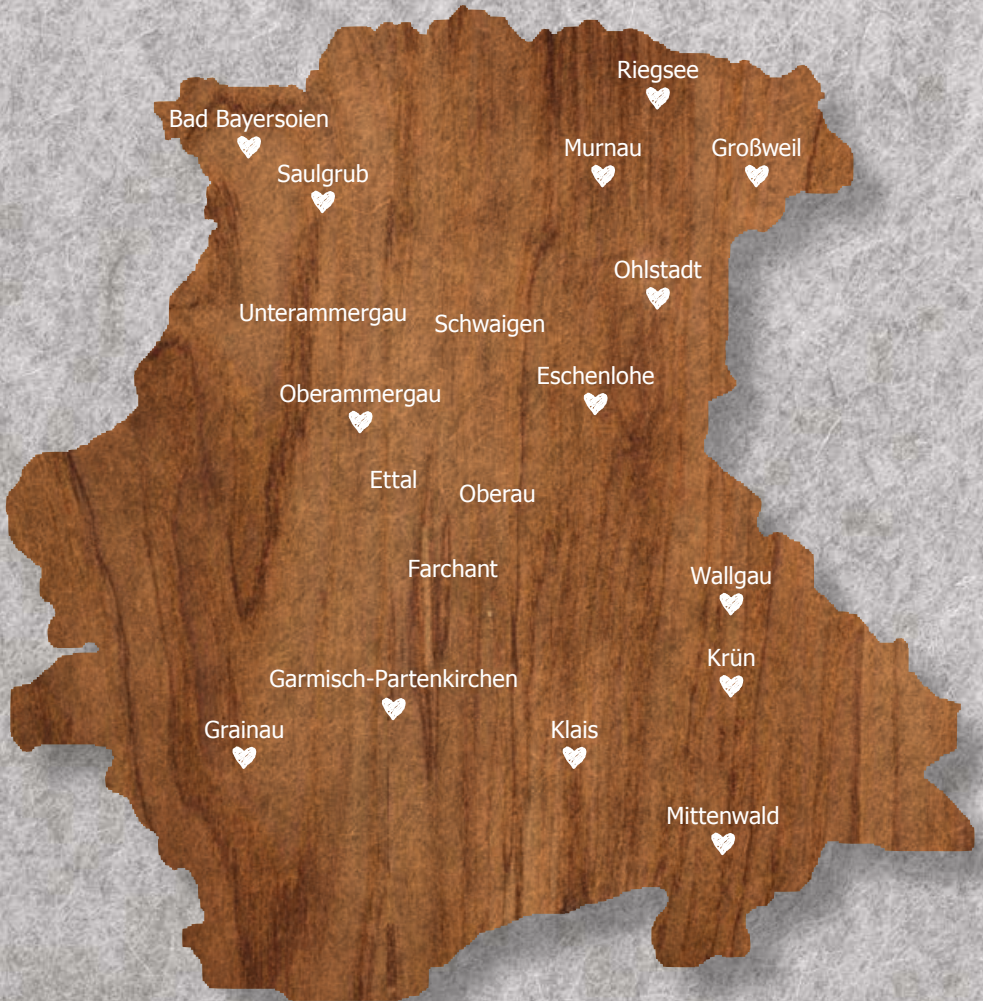 Riegsee
Bad Bayersoien
Murnau
Großweil
Saulgrub
Ohlstadt
Unterammergau
Schwaigen
Eschenlohe
Oberammergau
Ettal
Oberau
Farchant
Wallgau
Krün
Garmisch-Partenkirchen
Grainau
Klais
Mittenwald